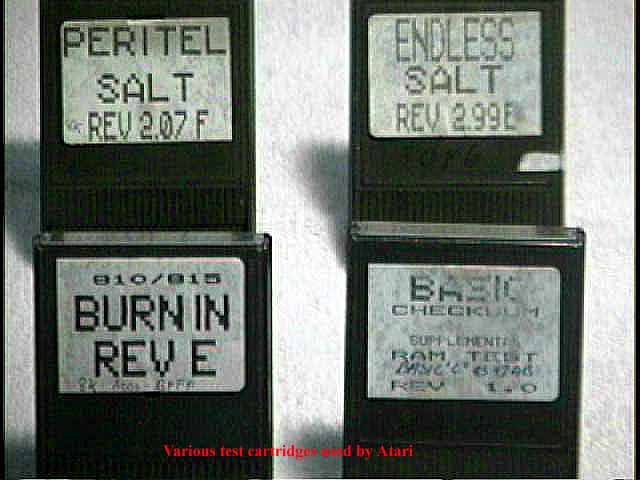 PERITEL
SALT
REV 2.07 F
ENDLESS
SALT
REV 2.99E
810/815
BURN IN
REV E
BASIC
CHECKSUM
SUPPLEMENTAL
RAM TEST
REV 1.0
Various test cartridges used by Atari